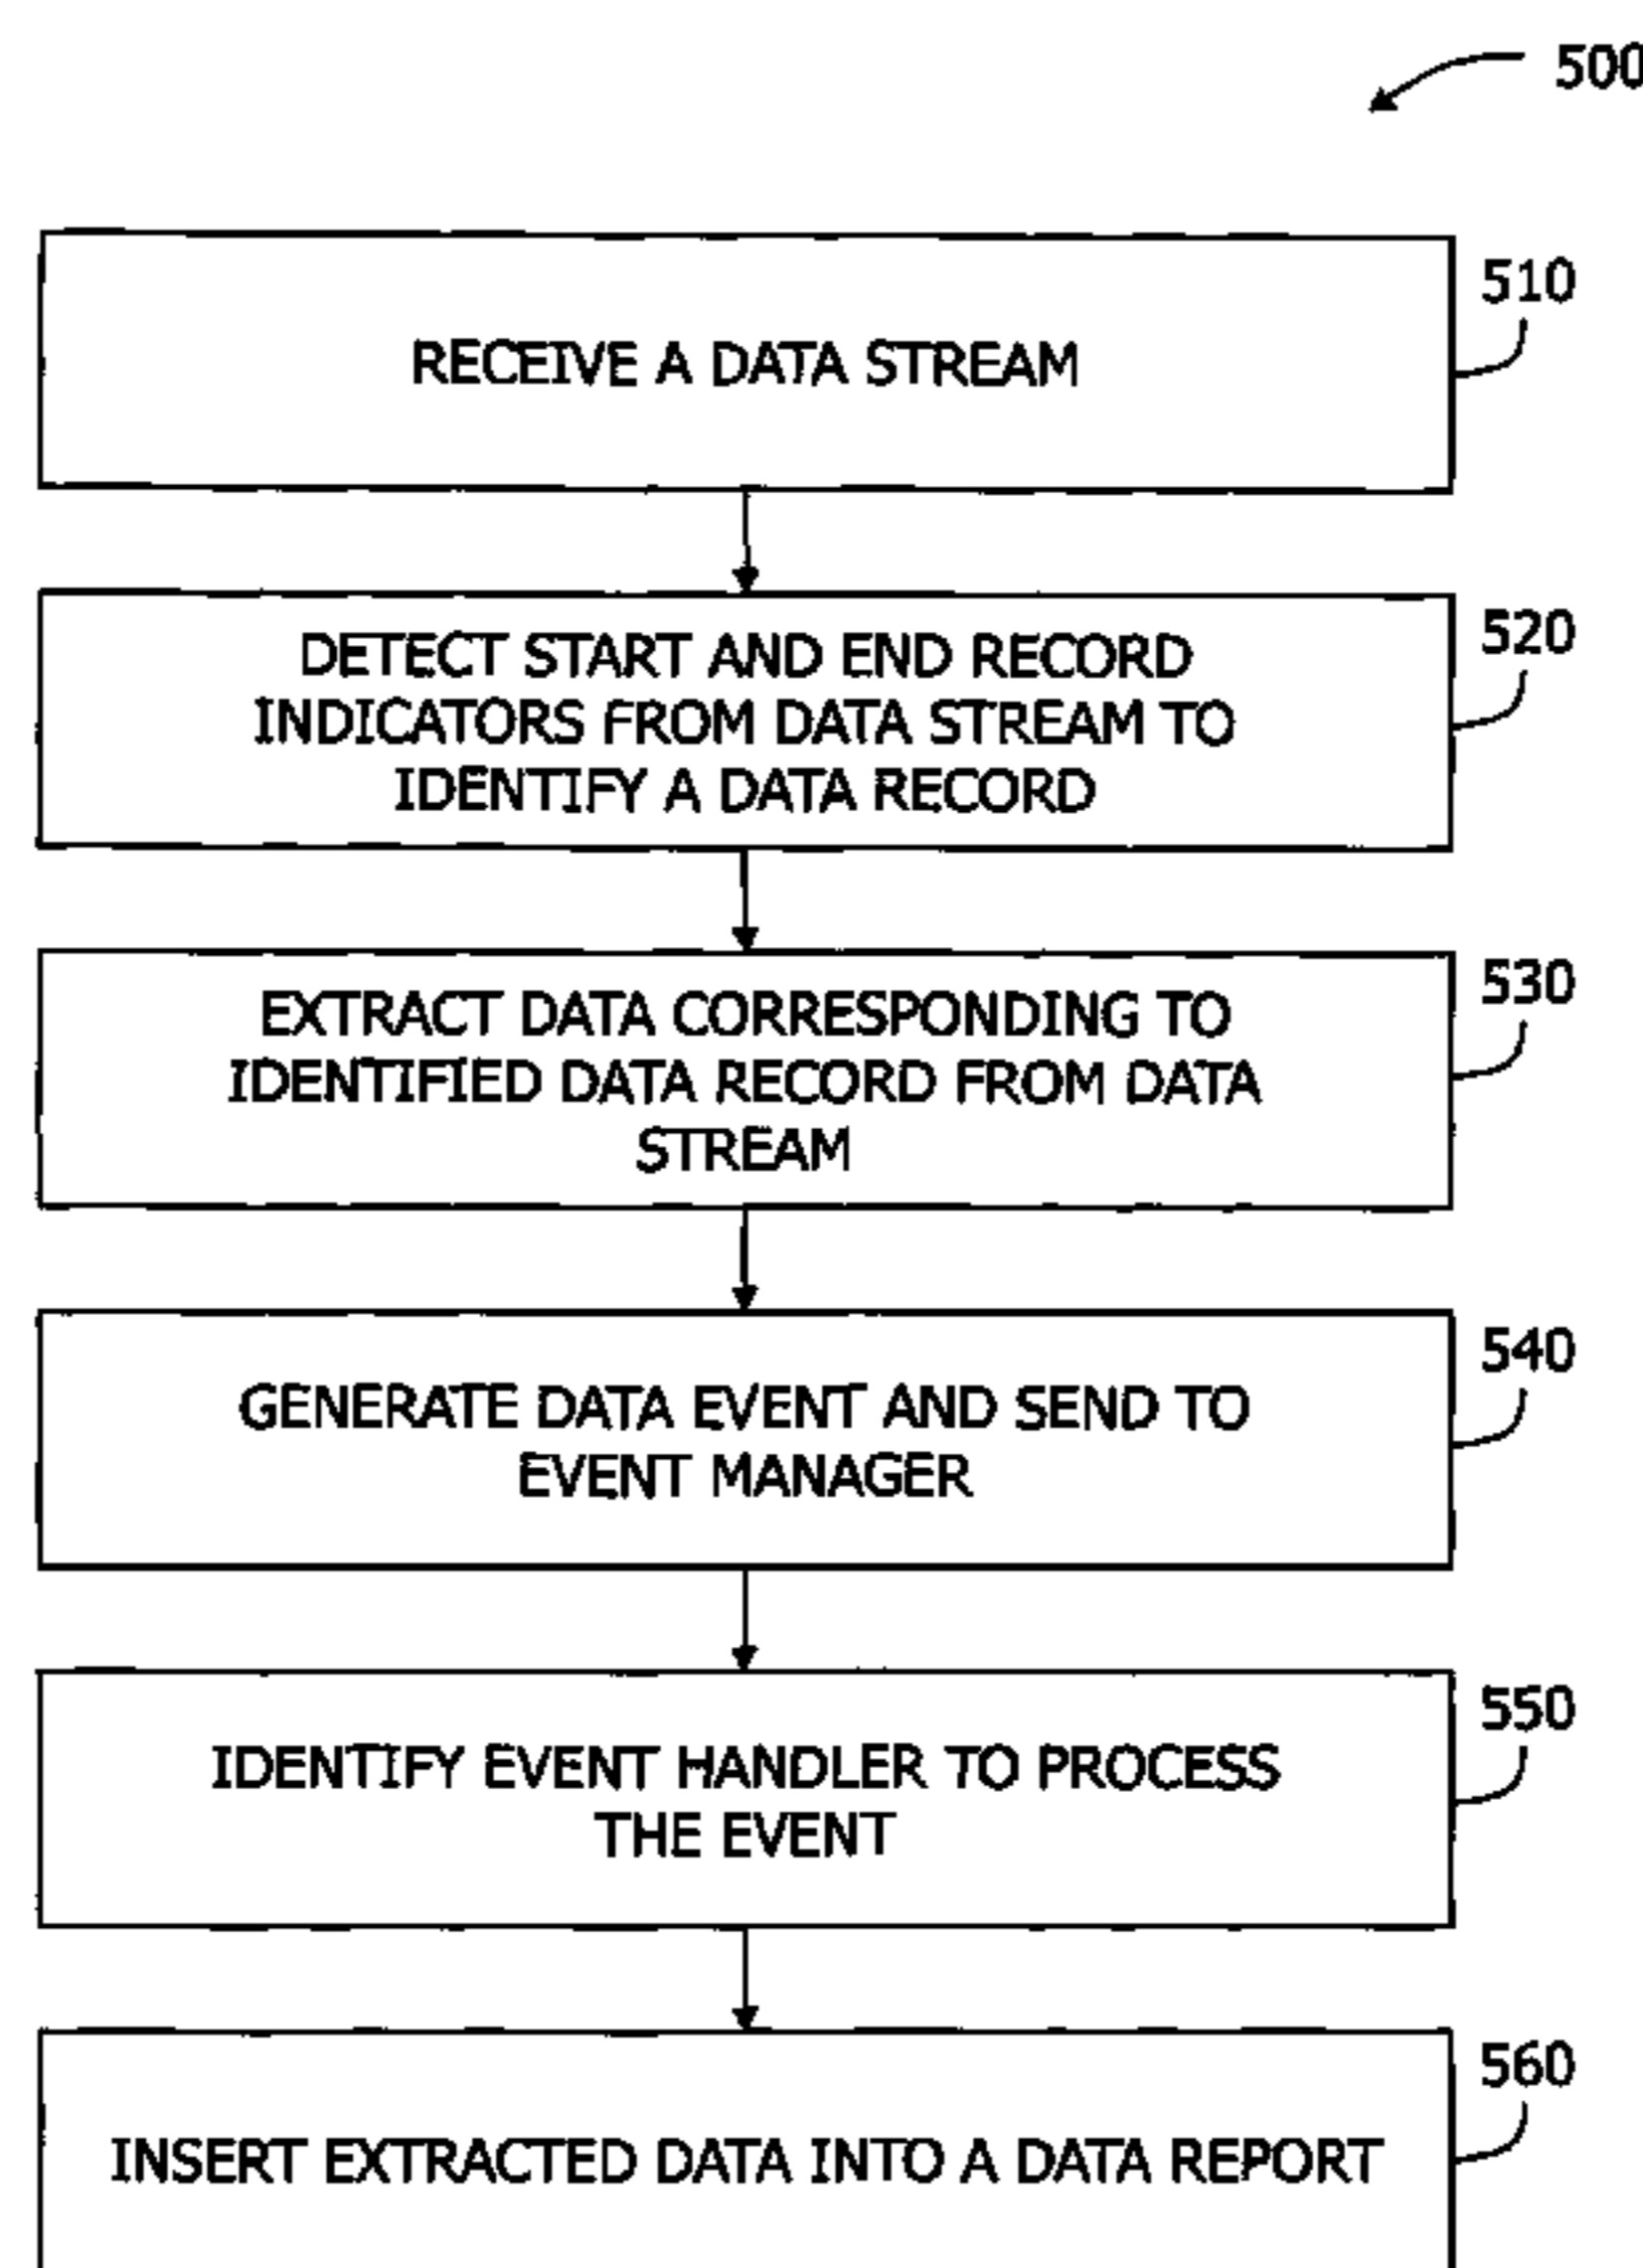 500
510
RECEIVE A DATA STREAM
520
DETECT START AND END RECORD
INDICATORS FROM DATA STREAM TO
IDENTIFY A DATA RECORD
530
EXTRACT DATA CORRESPONDING TO
IDENTIFIED DATA RECORD FROM DATA
STREAM
540
GENERATE DATA EVENT AND SEND TO
EVENT MANAGER
550
IDENTIFY EVENT HANDLER TO PROCESS
THE EVENT
560
INSERT EXTRACTED DATA INTO A DATA REPORT